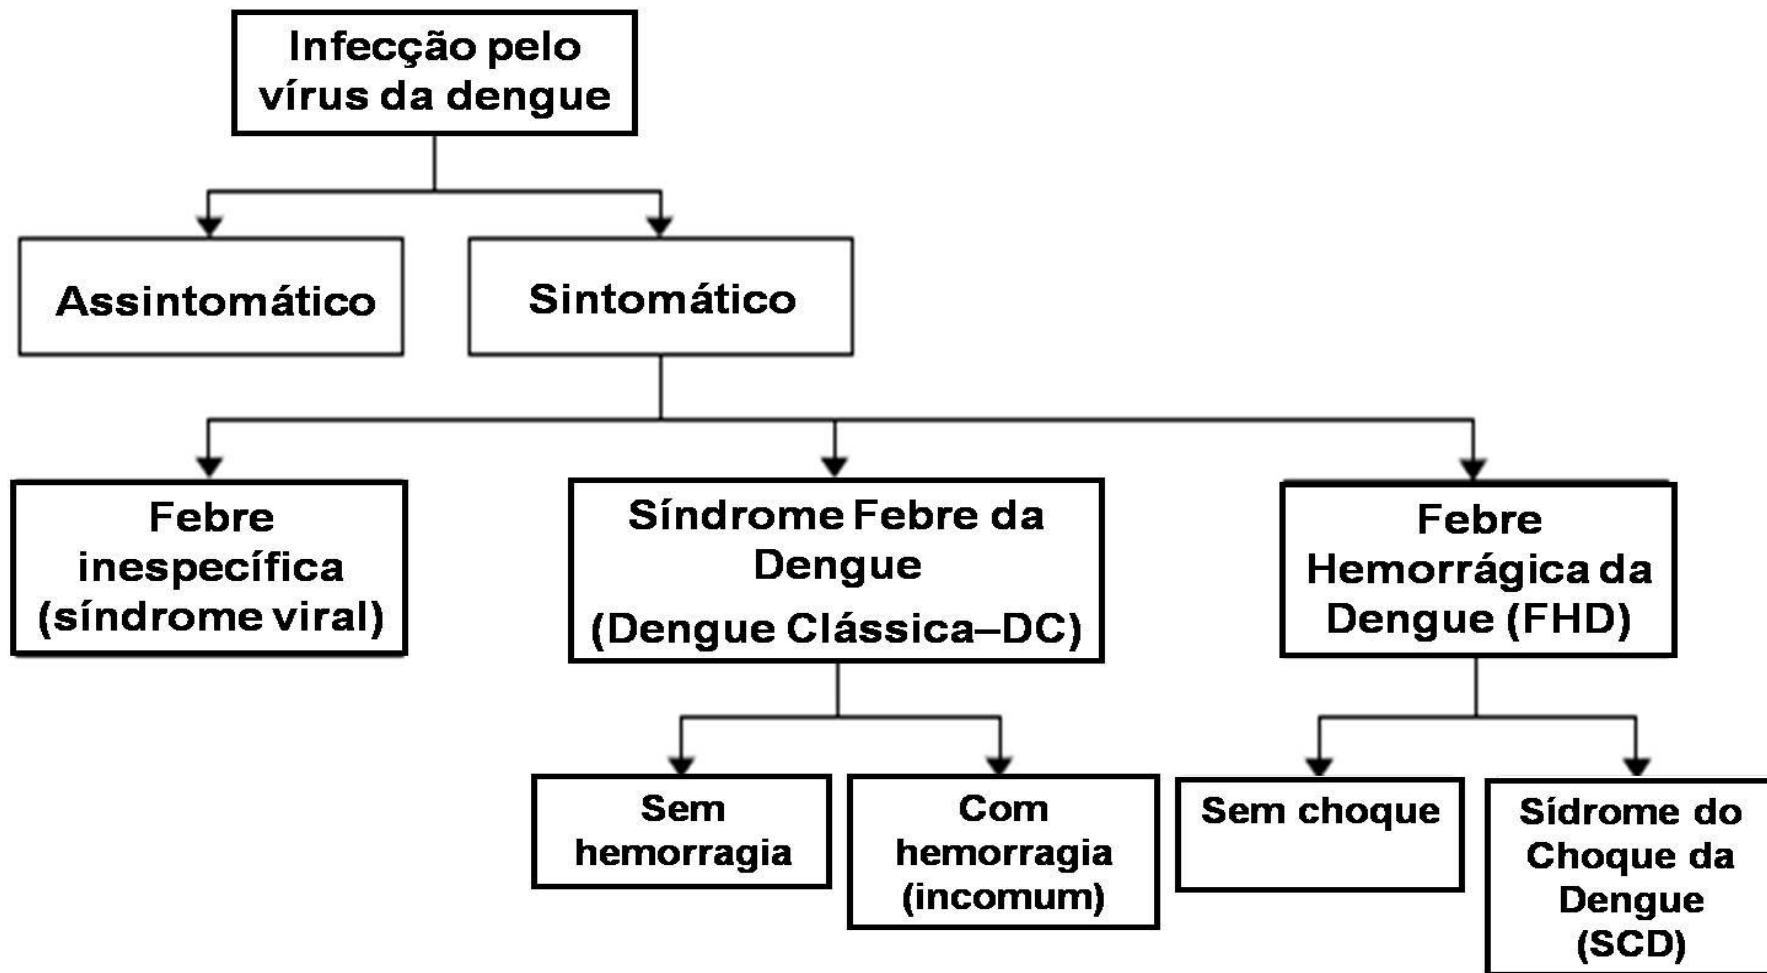 Infecção pelo
vírus da dengue
Assintomático
Sintomático
Febre
inespecífica
(síndrome viral)
Síndrome Febre da
Dengue
(Dengue Clássica–DC)
Febre
Hemorrágica da
Dengue (FHD)
Sem
hemorragia
Com
hemorragia
(incomum)
Sem choque
Sídrome do
Choque da
Dengue
(SCD)